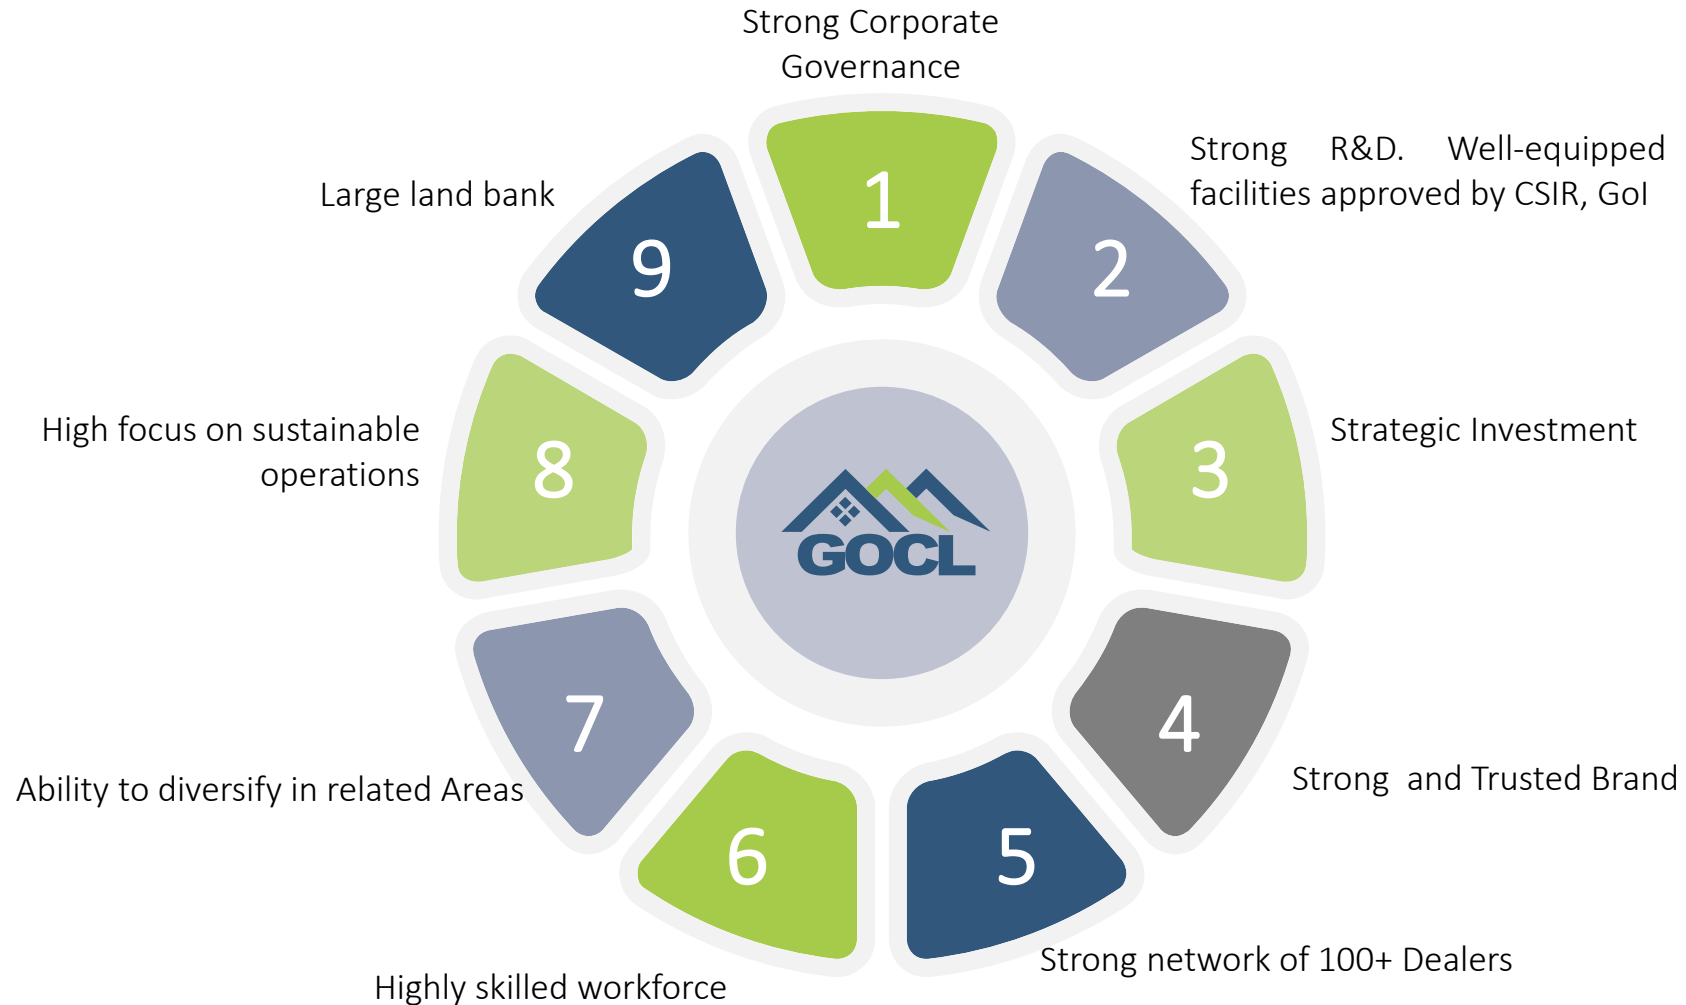 Strong Corporate
Governance
1
Strong R&D. Well-equipped
facilities approved by CSIR, GoI
2
Strategic Investment
3
Strong and Trusted Brand
4
Strong network of 100+ Dealers
5
Highly skilled workforce
6
Ability to diversify in related Areas
7
High focus on sustainable
operations
8
Large land bank
9
GOCL